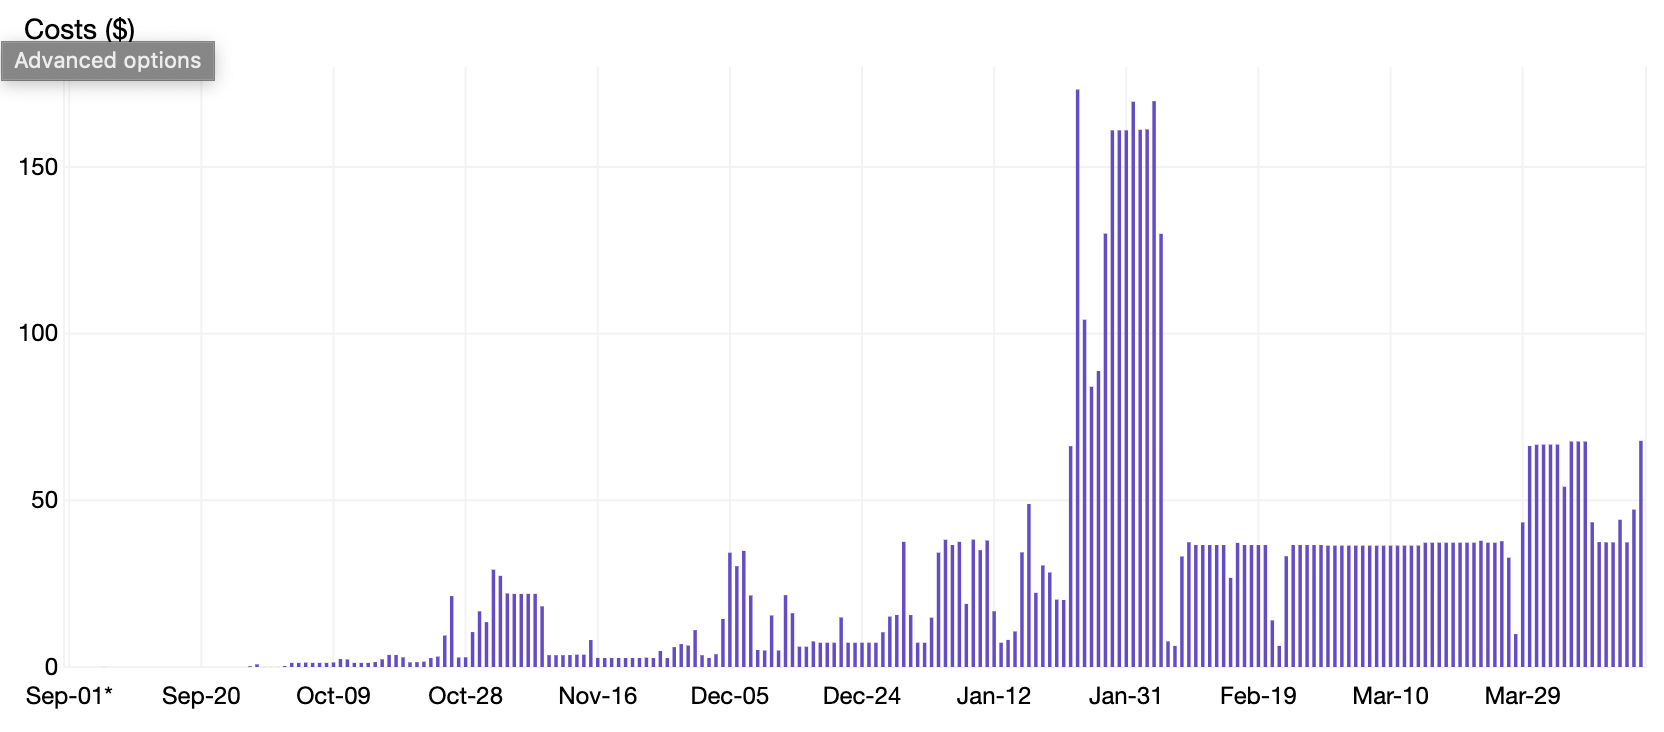 Costs ($)
Advanced options
150
100
50
0
Sep-01* Sep-20 Oct-09 Oct-28 Nov-16 Dec-05 Dec-24 Jan-12 Jan-31 Feb-19 Mar-10 Mar-29